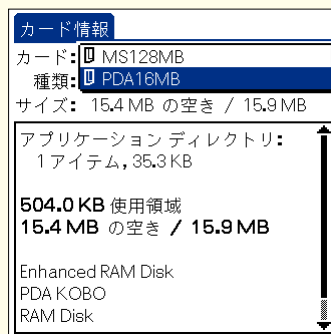 カード情報
カード: MS128MB
種類: PDA16MB
サイズ: 15.4 MB の空き / 15.9 MB
アプリケーション ディレクトリ:
1 アイテム, 35.3 KB
504.0 KB 使用領域
15.4 MB の空き / 15.9 MB
Enhanced RAM Disk
PDA KOBO
RAM Disk